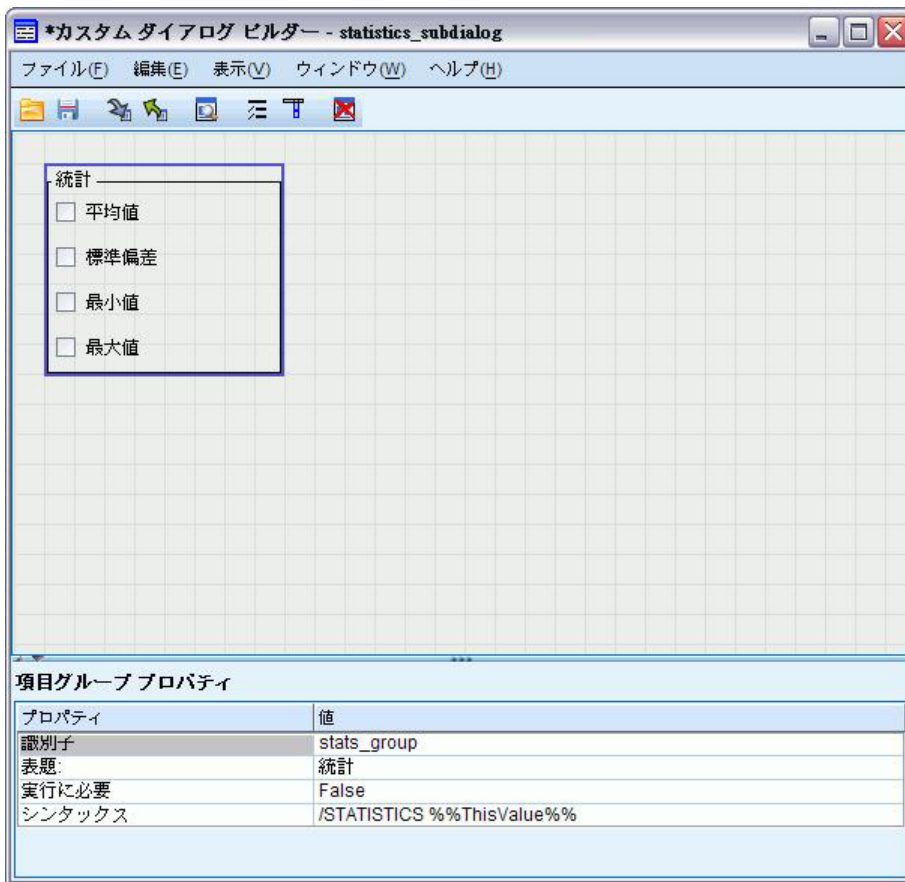 *カスタム ダイアログ ビルダー - statistics_subdialog
ファイル(F) 編集(E) 表示(V) ウィンドウ(W) ヘルプ(H)
統計
平均値
標準偏差
最小値
最大値
項目グループ プロパティ
プロパティ 値
識別子 stats_group
表題: 統計
実行に必要 False
シンタックス /STATISTICS %%ThisValue%%